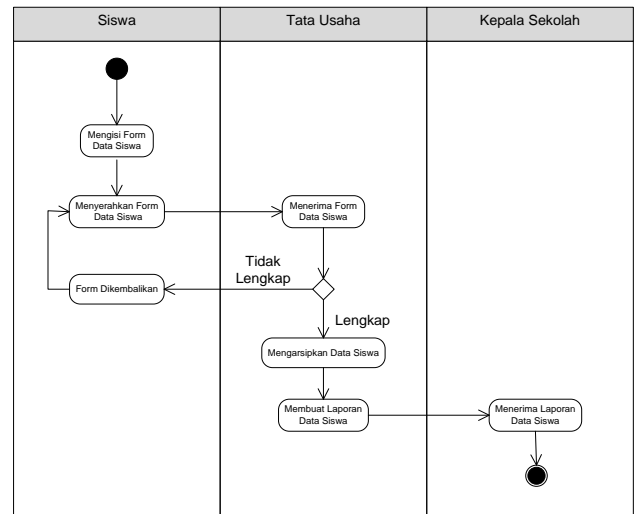 Siswa
Tata Usaha
Kepala Sekolah
Mengisi Form
Data Siswa
Menyerahkan Form
Data Siswa
Menerima Form
Data Siswa
Tidak
Lengkap
Form Dikembalikan
Lengkap
Mengarsipkan Data Siswa
Membuat Laporan
Data Siswa
Menerima Laporan
Data Siswa